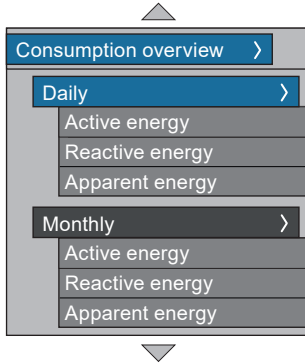 Consumption overview
Daily
Active energy
Reactive energy
Apparent energy
Monthly
Active energy
Reactive energy
Apparent energy